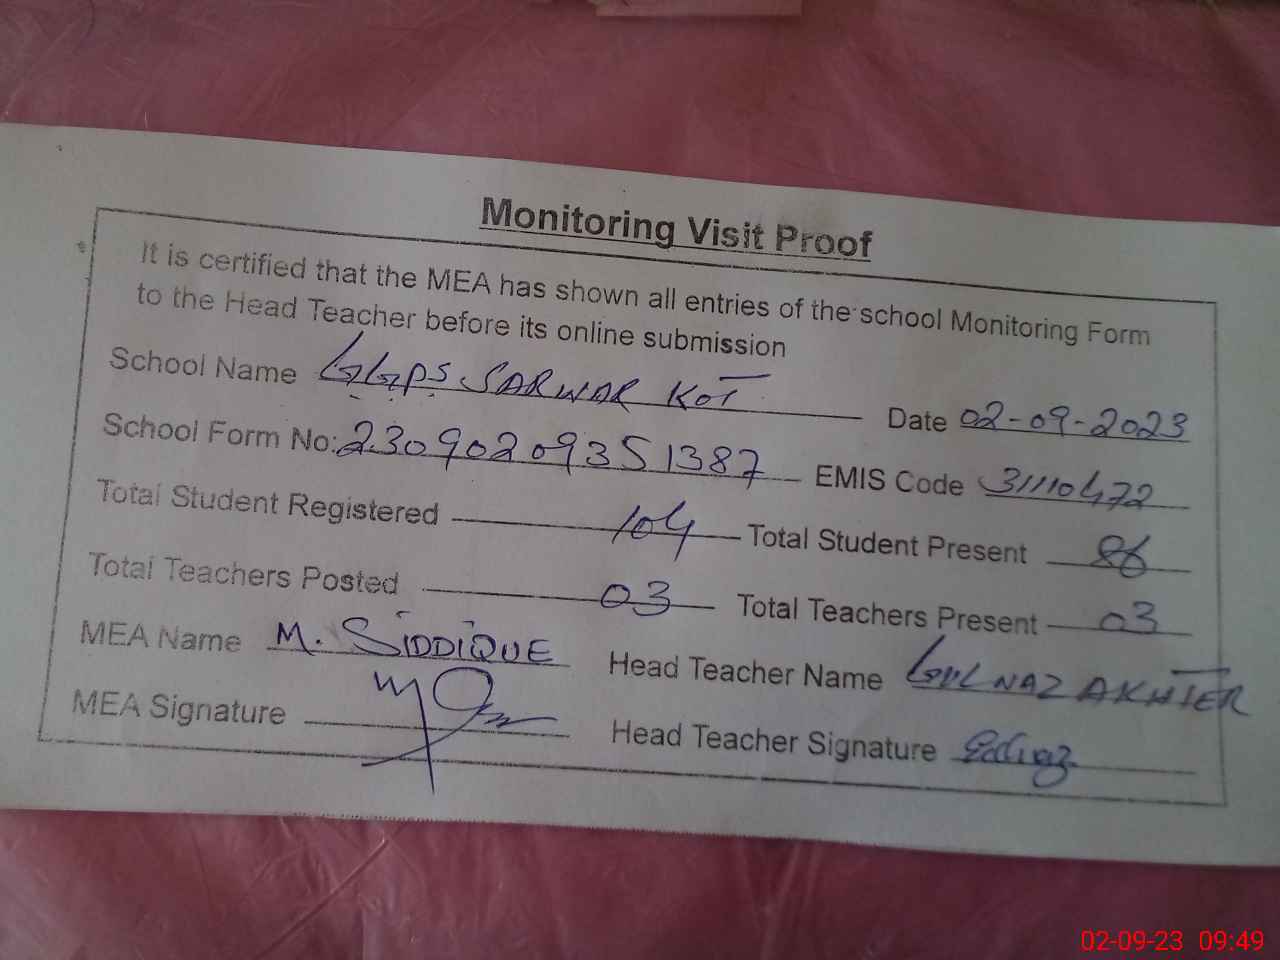 Monitoring Visit Proof
It is certified that the MEA has shown all entries of the school Monitoring Form
to the Head Teacher before its online submission
School Name GGPS SARWAR KOT Date 02-09-2023
School Form No: 23090209351387 EMIS Code 31110472
Total Student Registered 104 Total Student Present 86
Total Teachers Posted 03 Total Teachers Present 03
MEA Name M. SIDDIQUE Head Teacher Name GULNAZ AKHTER
MEA Signature Head Teacher Signature
02-09-23 09:49